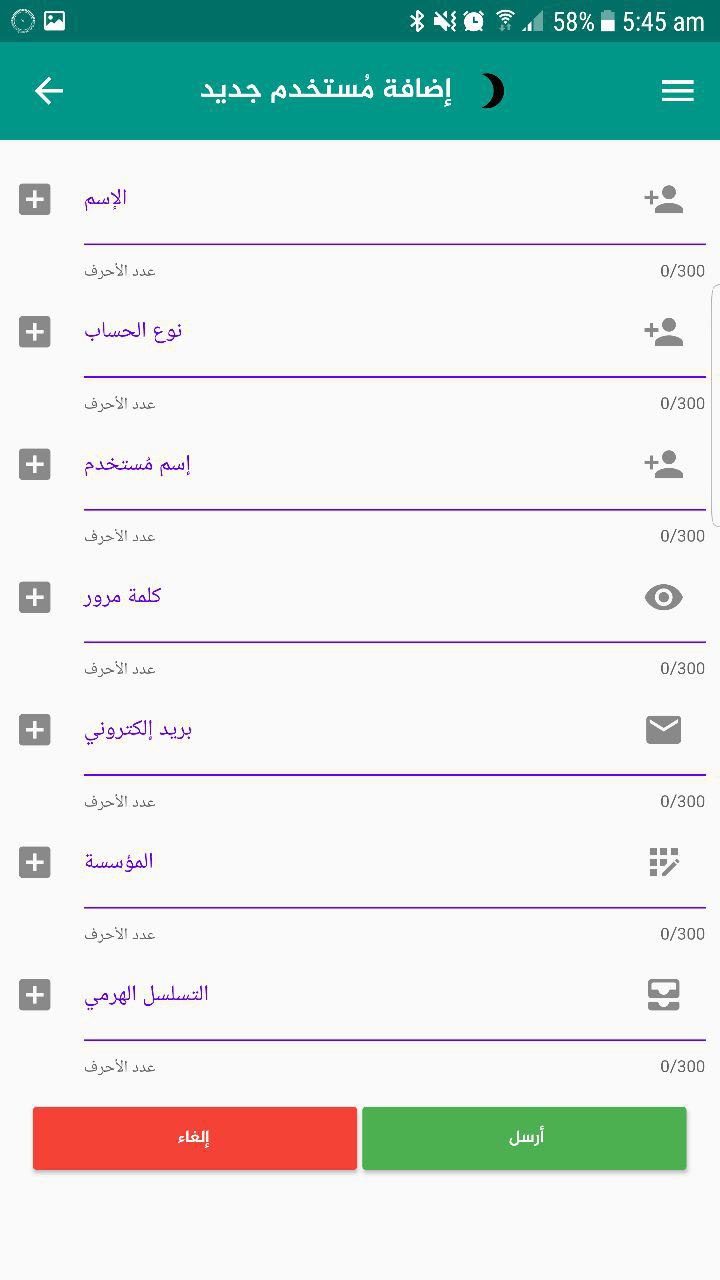 58% 5:45 am
إضافة مُستخدم جديد
الإسم
عدد الأحرف 0/300
نوع الحساب
عدد الأحرف 0/300
إسم مُستخدم
عدد الأحرف 0/300
كلمة مرور
عدد الأحرف 0/300
بريد إلكتروني
عدد الأحرف 0/300
المؤسسة
عدد الأحرف 0/300
التسلسل الهرمي
عدد الأحرف 0/300
أرسل
إلغاء